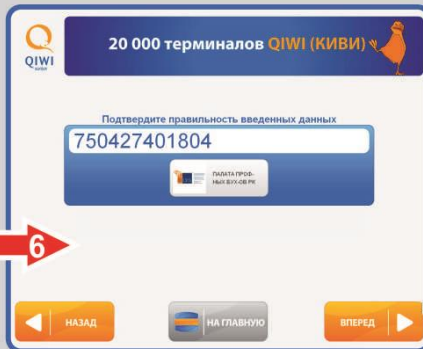 QIWI
КИВИ
20 000 терминалов QIWI (КИВИ)
Подтвердите правильность введенных данных
750427401804
ПАЛАТА ПРОФ-
НЫХ БУХ-ОВ РК
6
НАЗАД
НА ГЛАВНУЮ
ВПЕРЕД